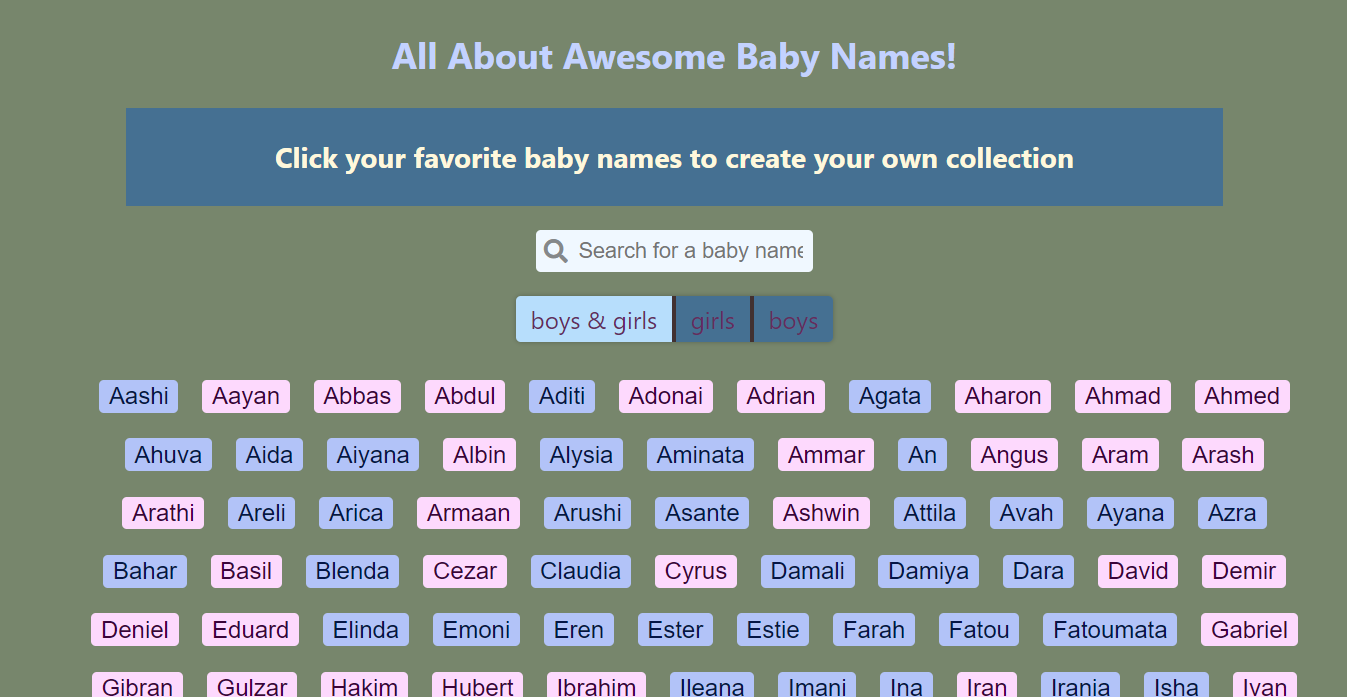 All About Awesome Baby Names!
Click your favorite baby names to create your own collection
Search for a baby name
boys & girls girls boys
Aashi Aayan Abbas Abdul Aditi Adonai Adrian Agata Aharon Ahmad Ahmed
Ahuva Aida Aiyana Albin Alysia Aminata Ammar An Angus Aram Arash
Arathi Areli Arica Armaan Arushi Asante Ashwin Attila Avah Ayana Azra
Bahar Basil Blenda Cezar Claudia Cyrus Damali Damiya Dara David Demir
Deniel Eduard Elinda Emoni Eren Ester Estie Farah Fatou Fatoumata Gabriel
Gibran Gulzar Hakim Hubert Ibrahim Ileana Imani Ina Iran Irania Isha Ivan